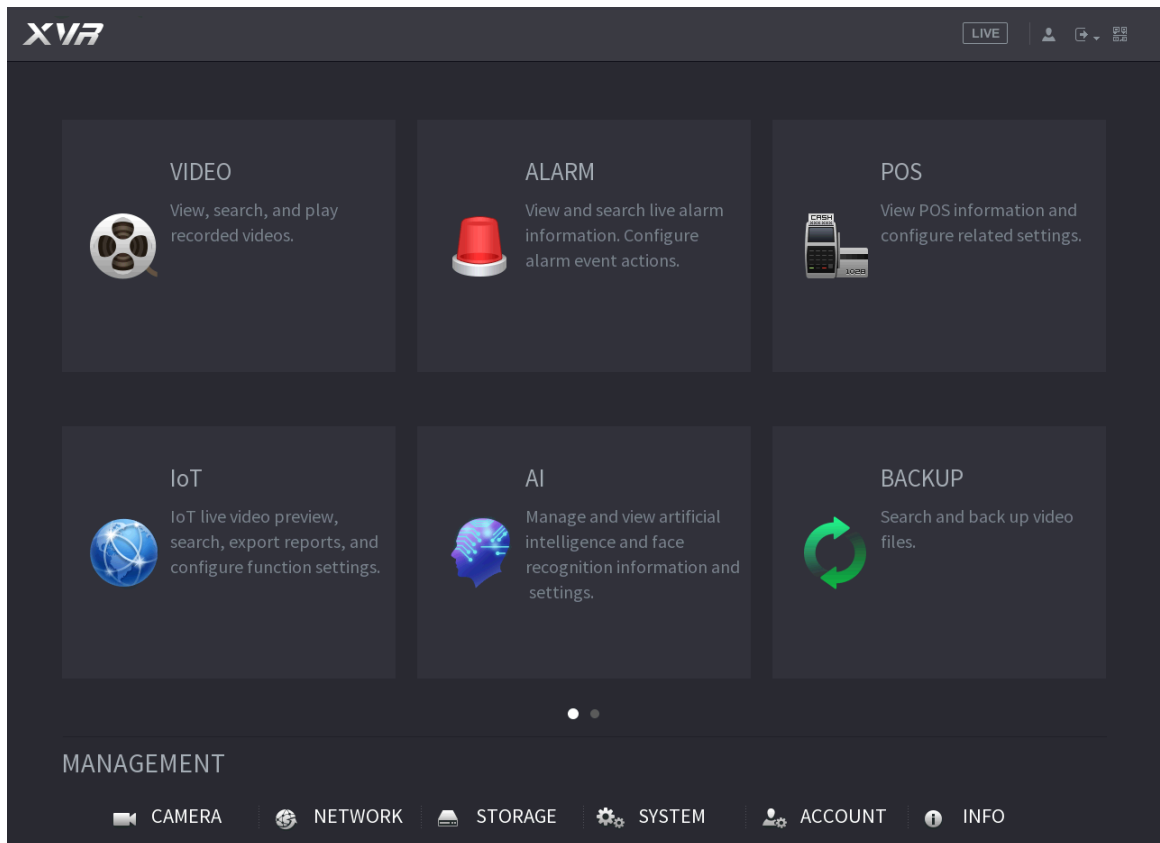 XVR
LIVE
VIDEO
View, search, and play
recorded videos.
ALARM
View and search live alarm
information. Configure
alarm event actions.
POS
CASH
1028
View POS information and
configure related settings.
IoT
IoT live video preview,
search, export reports, and
configure function settings.
AI
Manage and view artificial
intelligence and face
recognition information and
settings.
BACKUP
Search and back up video
files.
MANAGEMENT
CAMERA NETWORK STORAGE SYSTEM ACCOUNT INFO